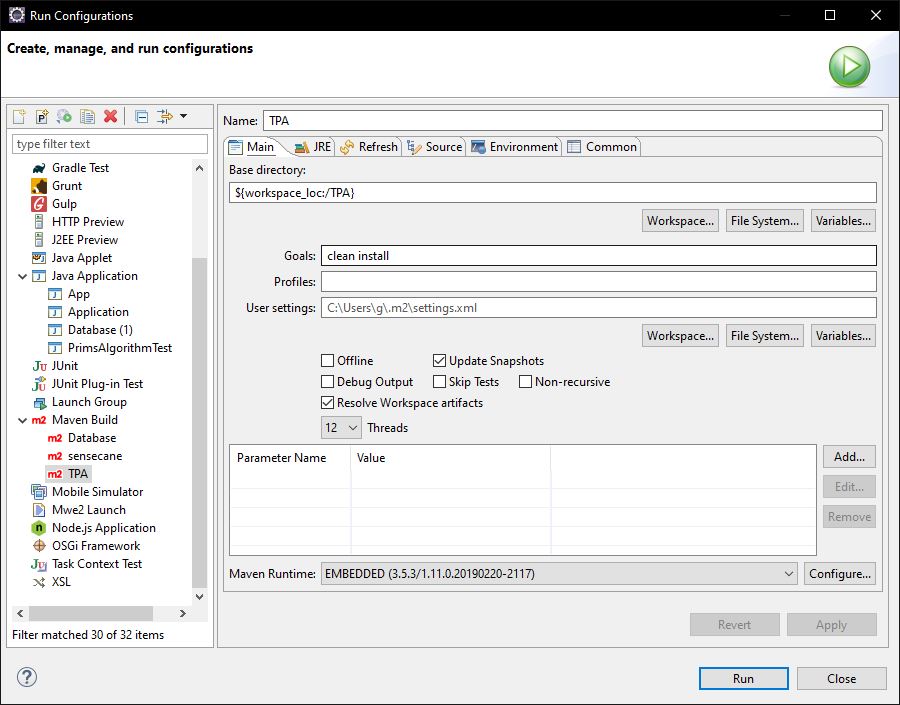 Run Configurations
Create, manage, and run configurations
type filter text
Gradle Test
Grunt
Gulp
HTTP Preview
J2EE Preview
Java Applet
Java Application
App
Application
Database (1)
PrimsAlgorithmTest
JUnit
JUnit Plug-in Test
Launch Group
Maven Build
Database
sensecane
TPA
Mobile Simulator
Mwe2 Launch
Node.js Application
OSGi Framework
Task Context Test
XSL
Filter matched 30 of 32 items
Name: TPA
Main JRE Refresh Source Environment Common
Base directory:
${workspace_loc:/TPA}
Workspace... File System... Variables...
Goals: clean install
Profiles:
User settings: C:\Users\g\.m2\settings.xml
Workspace... File System... Variables...
Offline Update Snapshots
Debug Output Skip Tests Non-recursive
Resolve Workspace artifacts
12 Threads
Parameter Name Value
Add...
Edit...
Remove
Maven Runtime: EMBEDDED (3.5.3/1.11.0.20190220-2117) Configure...
Revert Apply
Run Close